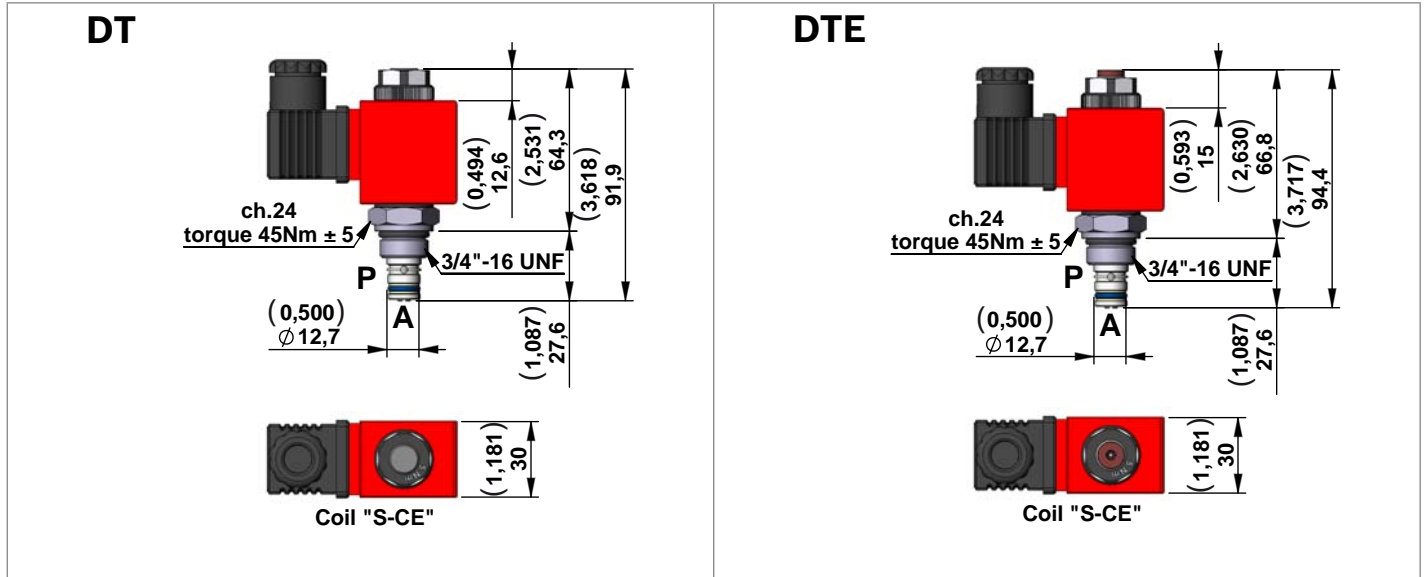 DT
(0,494)
12,6
(2,531)
64,3
(3,618)
91,9
ch.24
torque 45Nm ± 5
3/4"-16 UNF
P
A
(0,500)
Ø12,7
(1,087)
27,6
(1,181)
30
Coil "S-CE"
DTE
(0,593)
15
(2,630)
66,8
(3,717)
94,4
ch.24
torque 45Nm ± 5
3/4"-16 UNF
P
A
(0,500)
Ø12,7
(1,087)
27,6
(1,181)
30
Coil "S-CE"